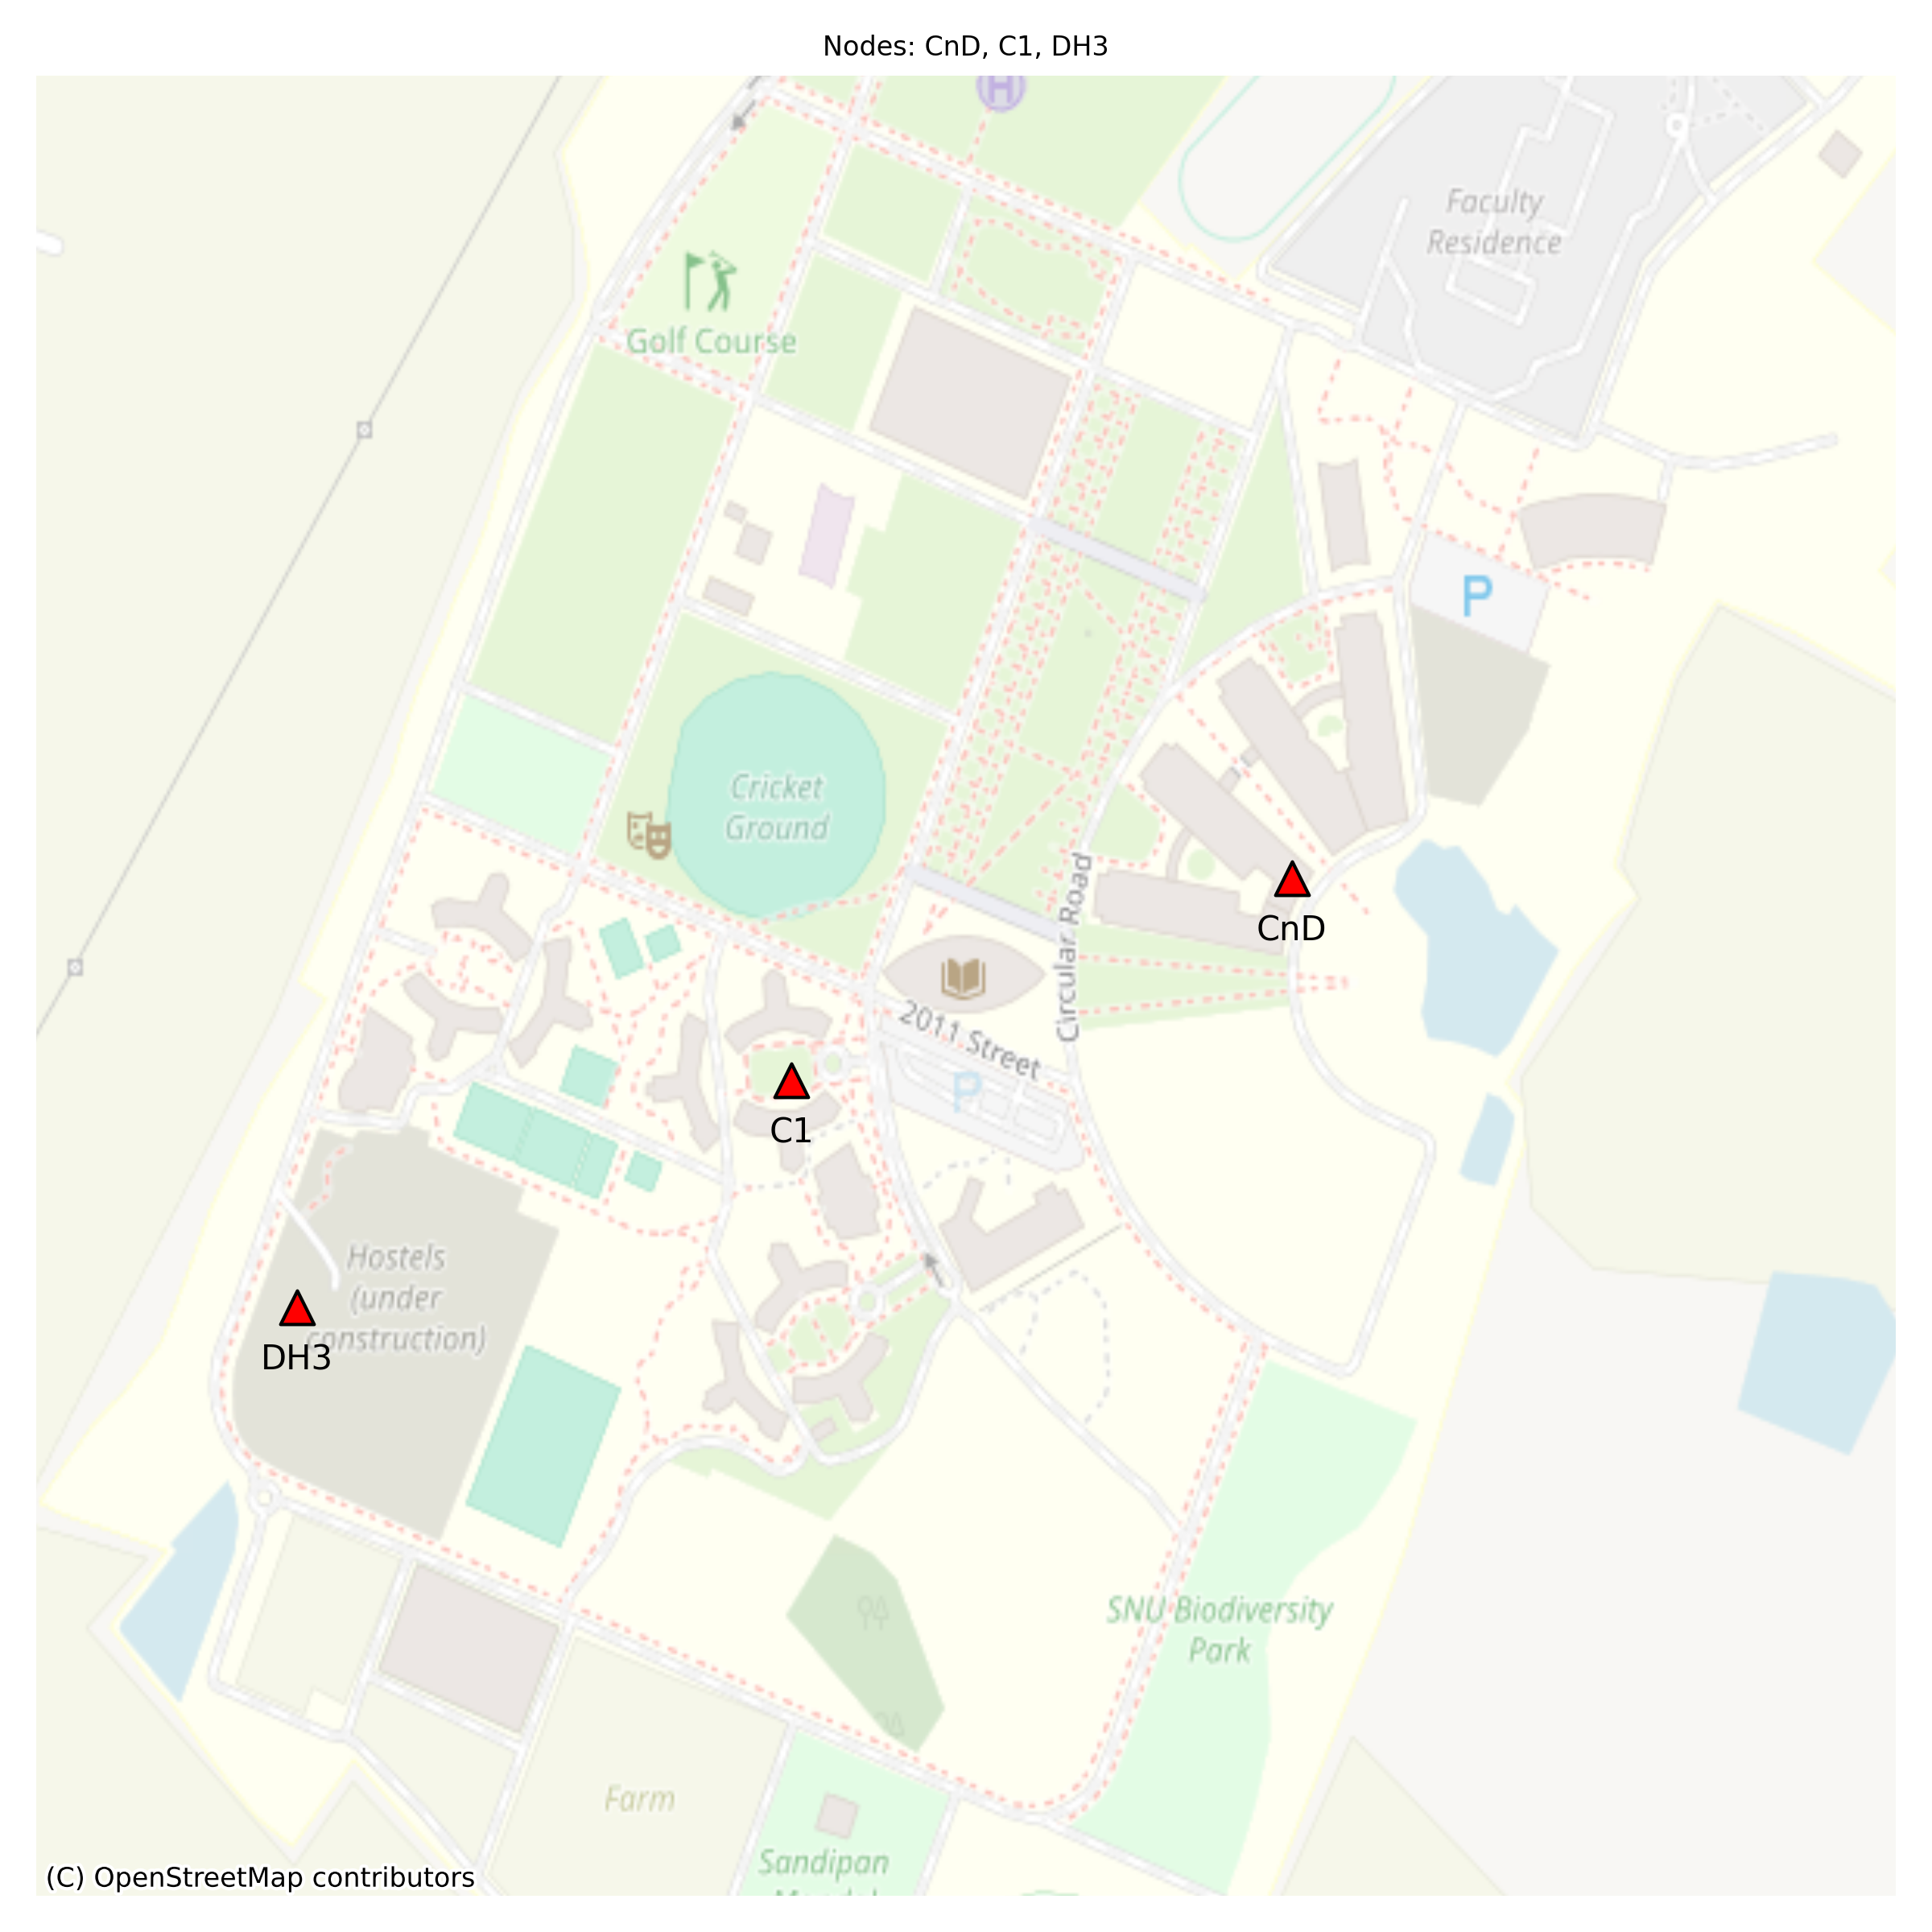 Nodes: CnD, C1, DH3
H
Faculty
Residence
Golf Course
P
Cricket
Ground
Circular Road
CnD
2011 Street
P
C1
Hostels
(under
construction)
DH3
SNU Biodiversity
Park
Farm
Sandipan
(C) OpenStreetMap contributors